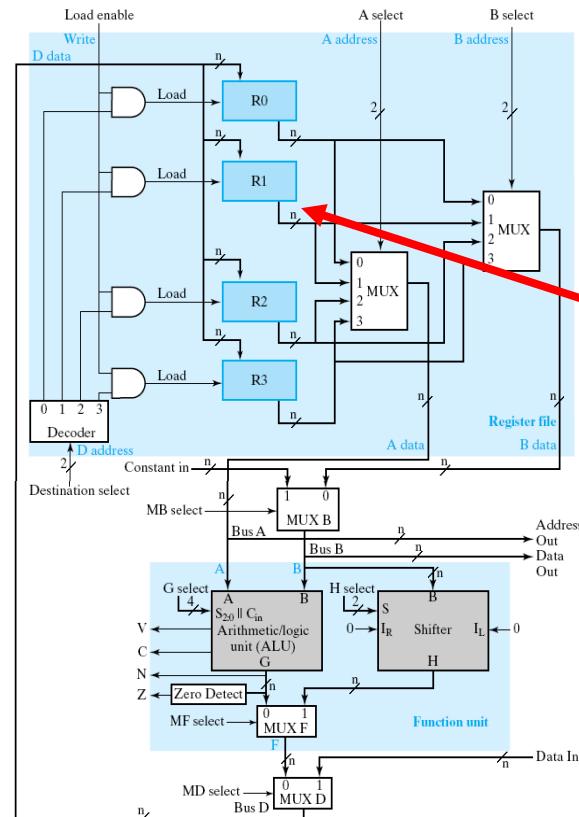 Load enable
A select
B select
Write
A address
B address
D data
n
Load
R0
2
2
n
n
Load
R1
n
0
1
2
3
MUX
0
1
2
3
MUX
n
Load
R2
n
n
Load
R3
n
0 1 2 3
Decoder
D address
2
Destination select
n
n
Register file
A data
B data
Constant in
n
n
n
1 0
MUX B
MB select
Bus A
n
Address
Out
Bus B
n
Data
Out
A
B
n
G select
4
A
B
S2:0 || Cin
Arithmetic/logic
unit (ALU)
G
H select
2
B
S
0
IR
Shifter
IL
0
H
V
C
N
Z
n
Zero Detect
n
0 1
MUX F
MF select
F
Function unit
n
n
Data In
MD select
0 1
MUX D
n
Bus D